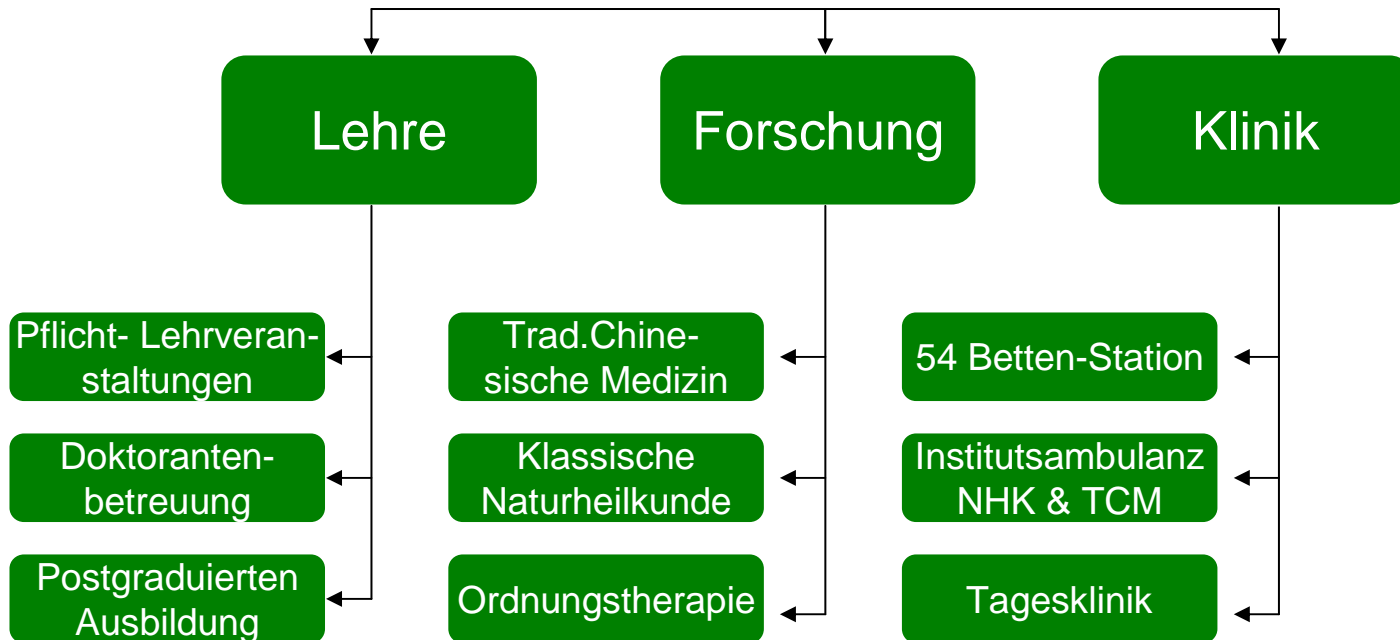 Lehre
Forschung
Klinik
Pflicht- Lehrveran-
staltungen
Trad.Chine-
sische Medizin
54 Betten-Station
Doktoranten-
betreuung
Klassische
Naturheilkunde
Institutsambulanz
NHK & TCM
Postgraduierten
Ausbildung
Ordnungstherapie
Tagesklinik